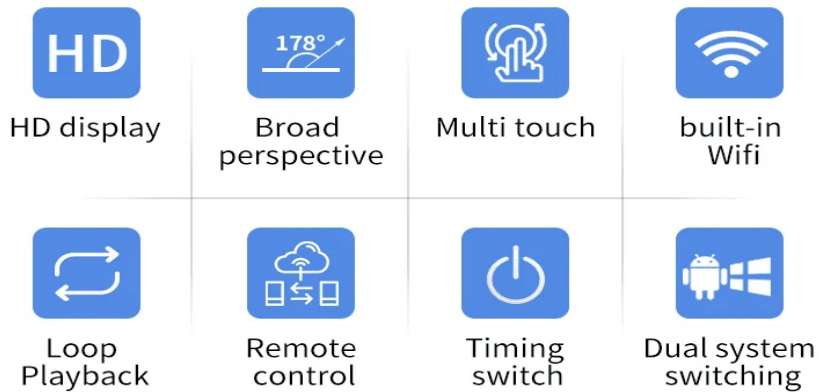 HD
HD display
178°
Broad
perspective
Multi touch
built-in
Wifi
Loop
Playback
Remote
control
Timing
switch
Dual system
switching